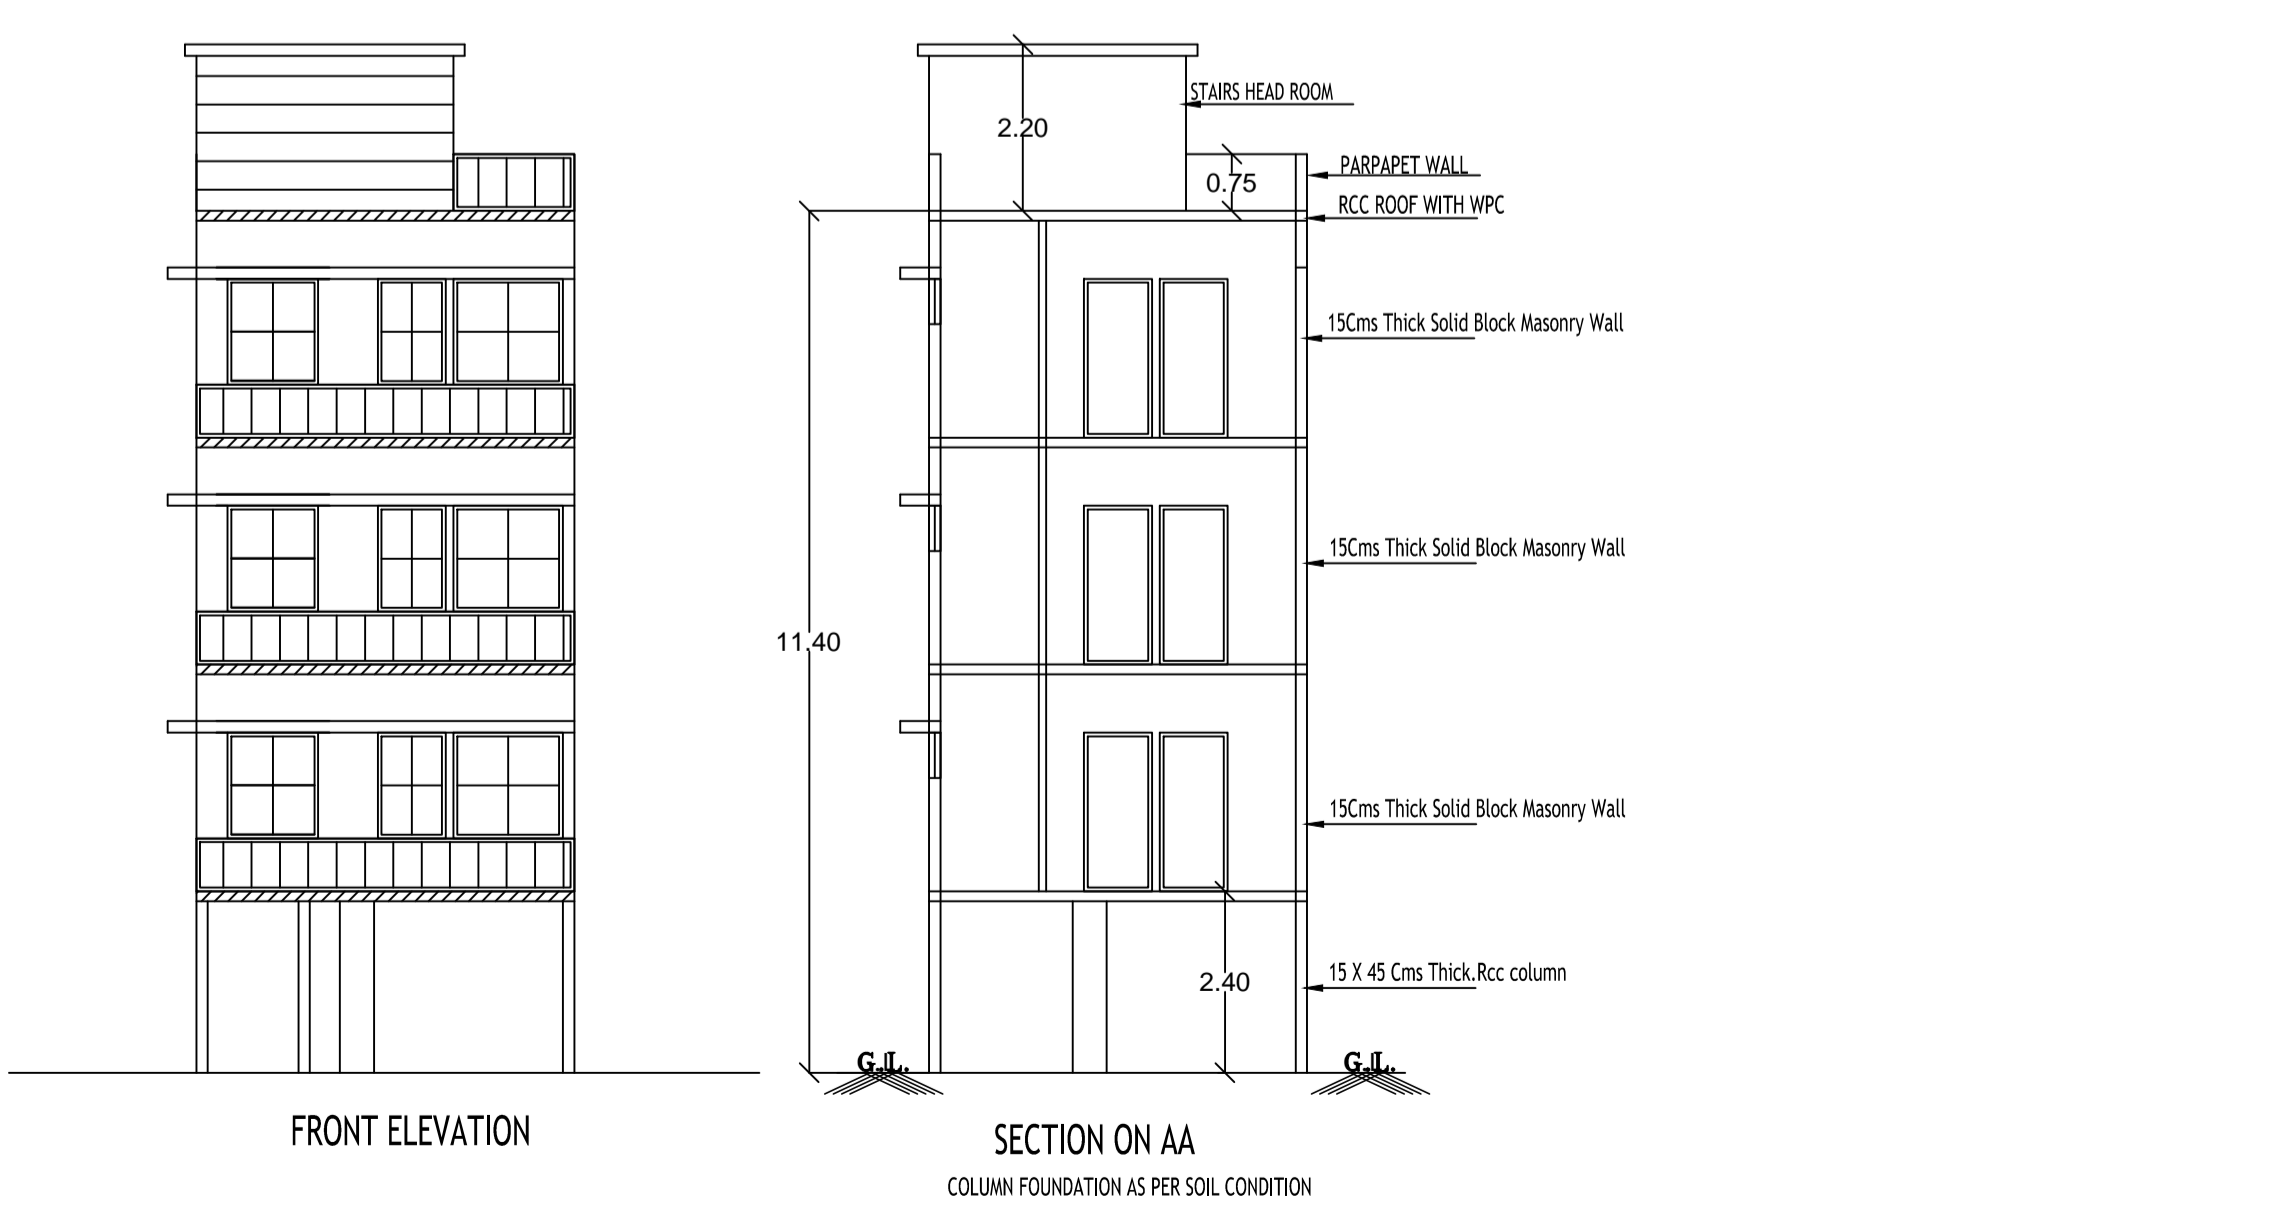 STAIRS HEAD ROOM
2.20
PARPAPET WALL
0.75
RCC ROOF WITH WPC
15Cms Thick Solid Block Masonry Wall
15Cms Thick Solid Block Masonry Wall
11.40
15Cms Thick Solid Block Masonry Wall
15 X 45 Cms Thick.Rcc column
2.40
G.L.
G.L.
FRONT ELEVATION
SECTION ON AA
COLUMN FOUNDATION AS PER SOIL CONDITION